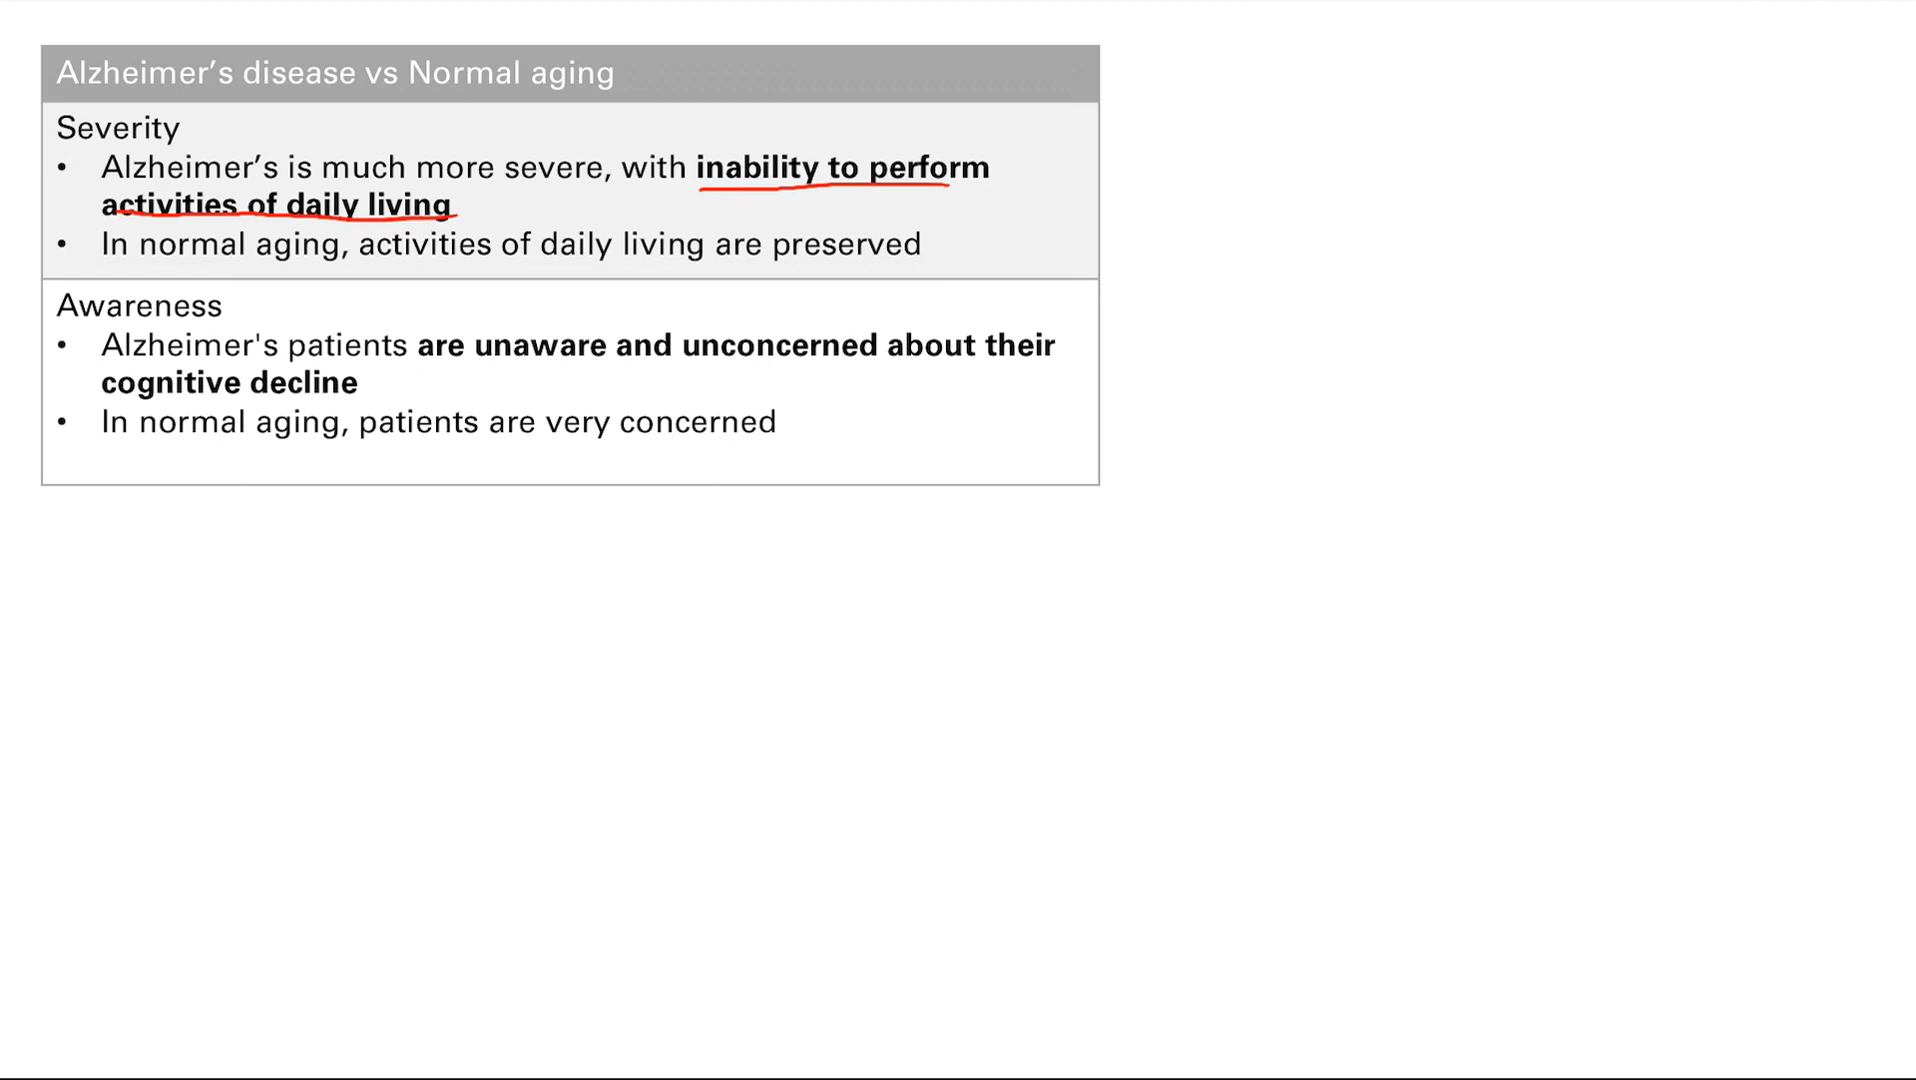 Alzheimer’s disease vs Normal aging
Severity
• Alzheimer’s is much more severe, with inability to perform
activities of daily living
• In normal aging, activities of daily living are preserved
Awareness
• Alzheimer's patients are unaware and unconcerned about their
cognitive decline
• In normal aging, patients are very concerned